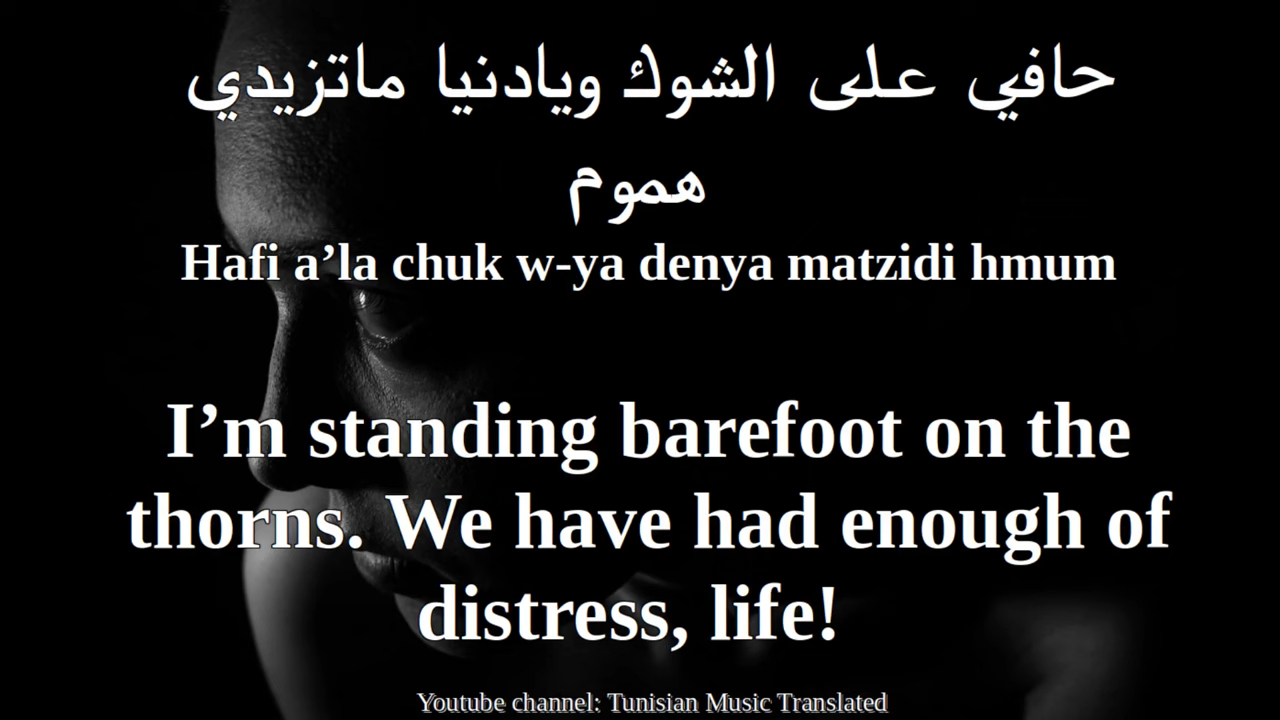 حافي على الشوك ويادنيا ماتزيدي
هموم
Hafi a’la chuk w-ya denya matzidi hmum
I’m standing barefoot on the
thorns. We have had enough of
distress, life!
Youtube channel: Tunisian Music Translated